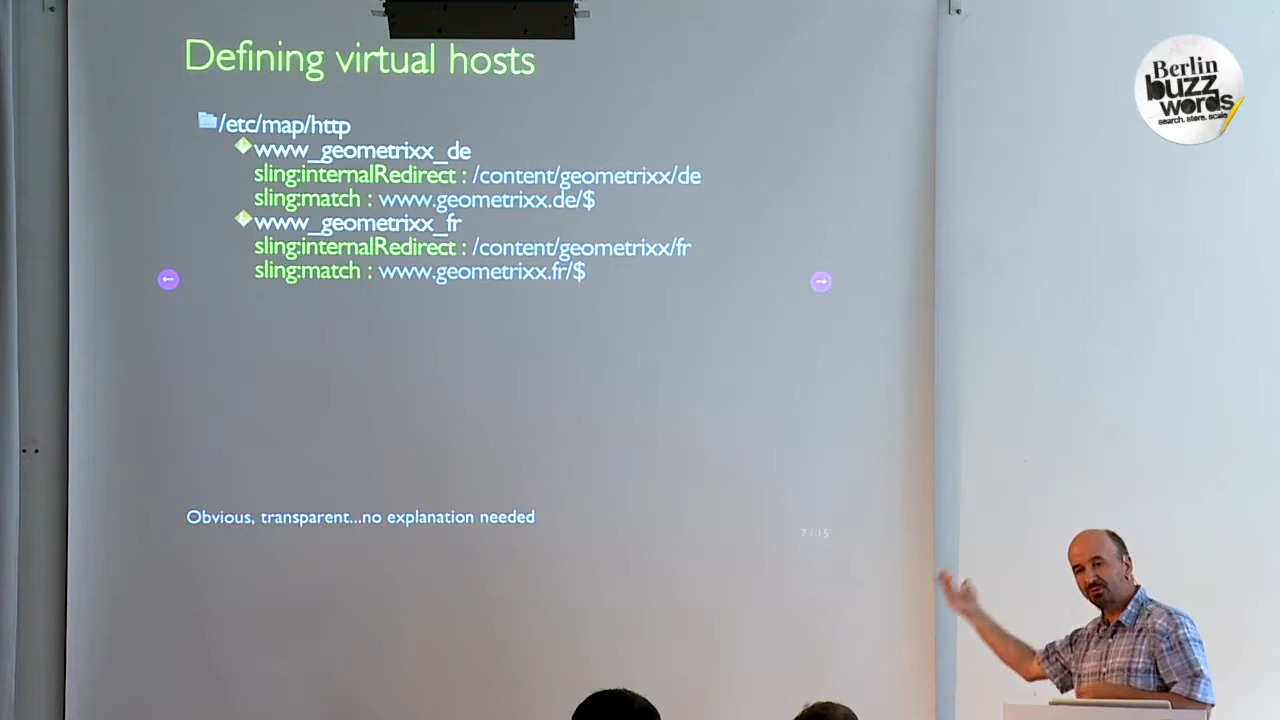 Defining virtual hosts
/etc/map/http
www_geometrixx_de
sling:internalRedirect : /content/geometrixx/de
sling:match : www.geometrixx.de/$
www_geometrixx_fr
sling:internalRedirect : /content/geometrixx/fr
sling:match : www.geometrixx.fr/$
Obvious, transparent...no explanation needed
Berlin
buzz
words
search. store. scale.